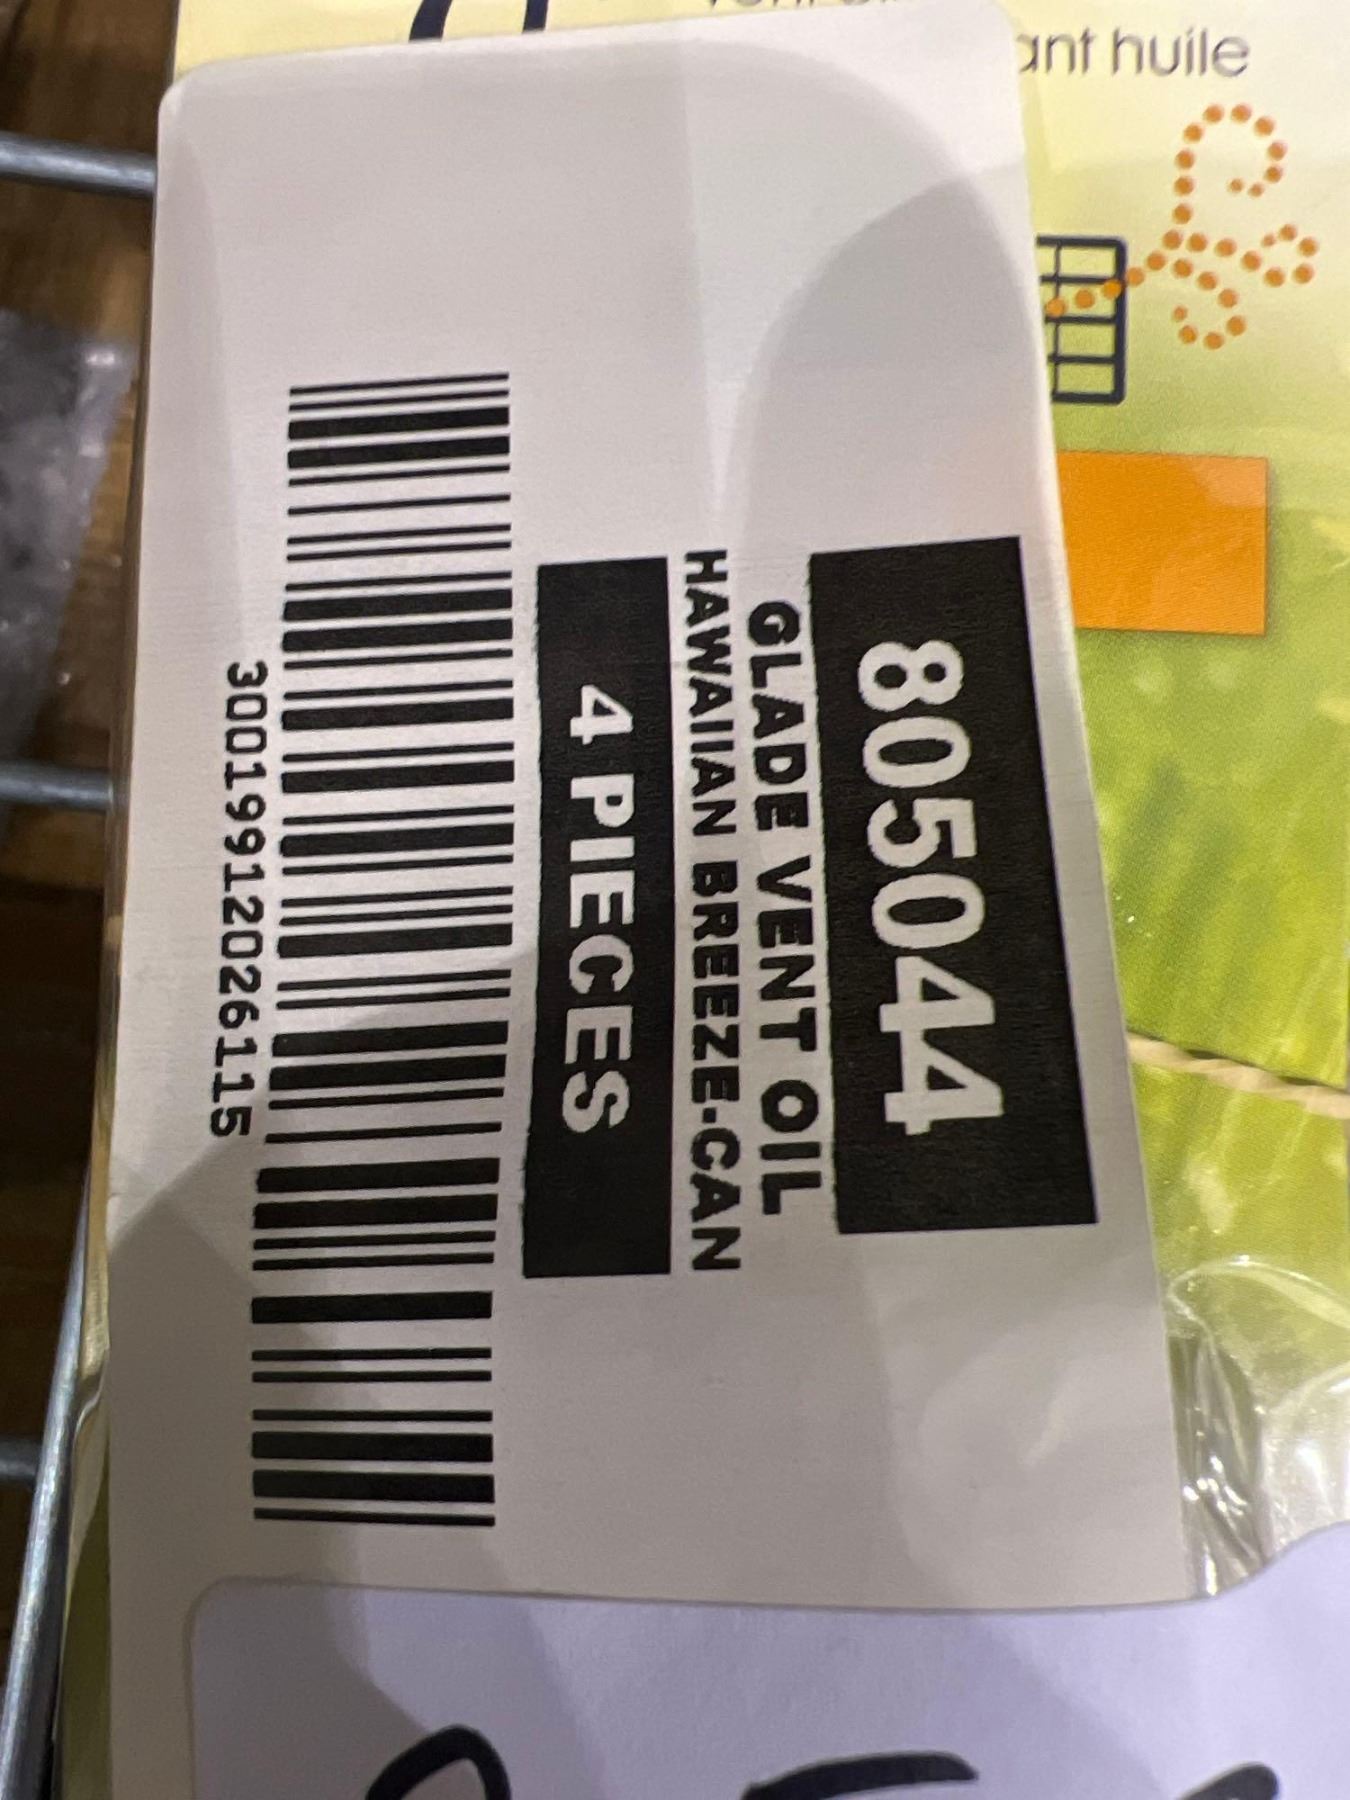 ant huile
805044
GLADE VENT OIL
HAWAIIAN BREEZE-CAN
4 PIECES
30019912026115